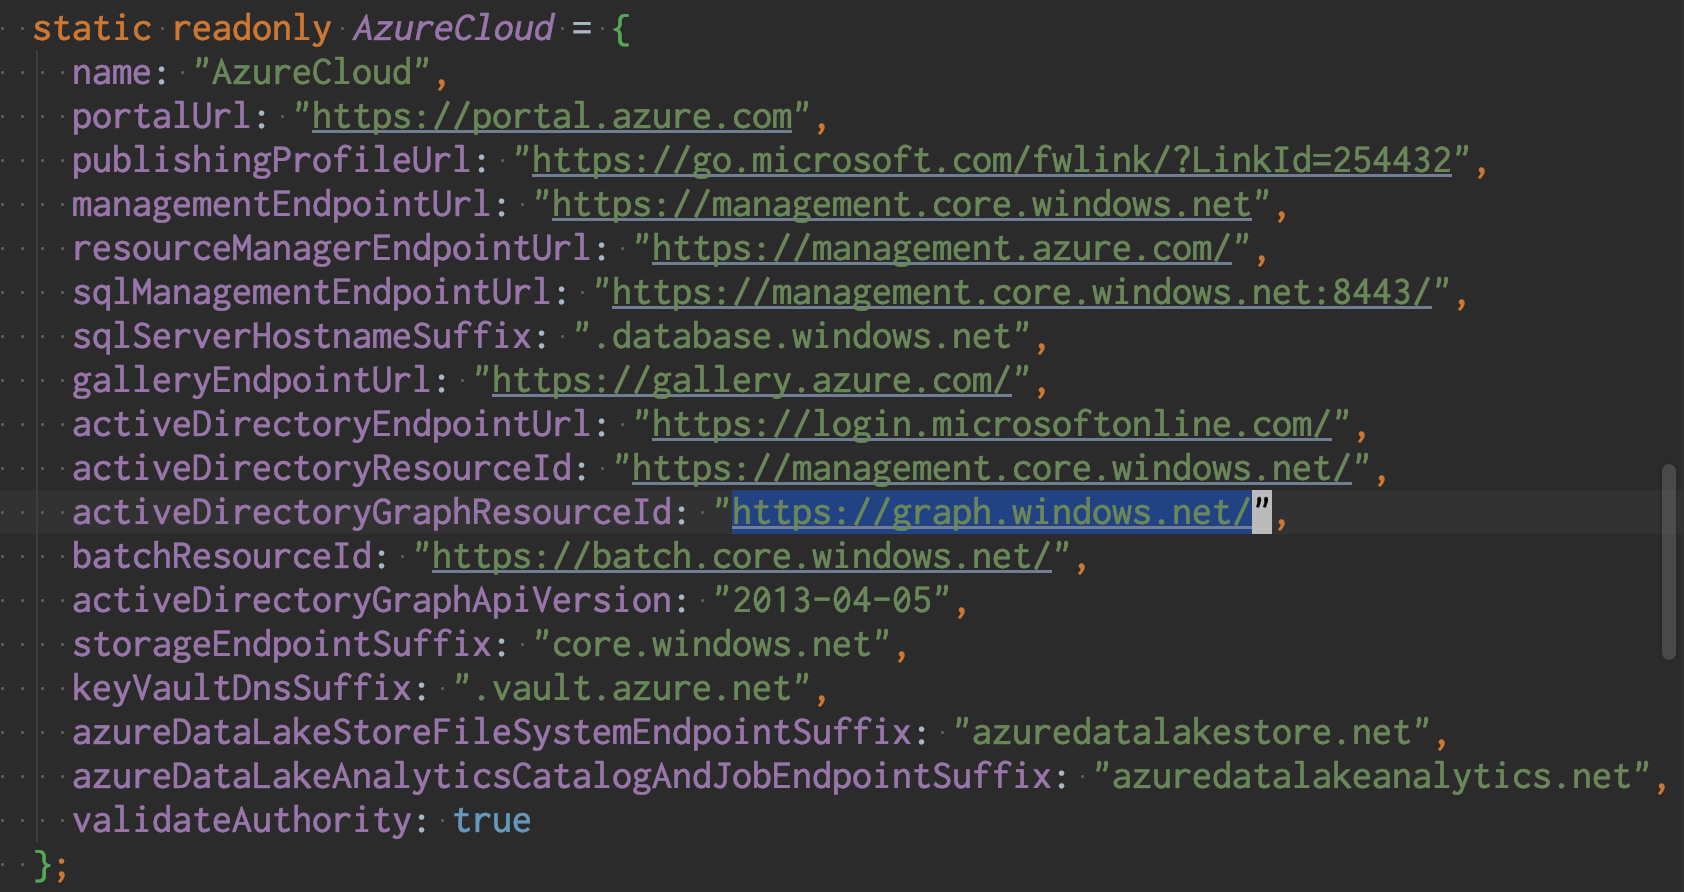 static readonly AzureCloud = {
name: "AzureCloud",
portalUrl: "https://portal.azure.com",
publishingProfileUrl: "https://go.microsoft.com/fwlink/?LinkId=254432",
managementEndpointUrl: "https://management.core.windows.net",
resourceManagerEndpointUrl: "https://management.azure.com/",
sqlManagementEndpointUrl: "https://management.core.windows.net:8443/",
sqlServerHostnameSuffix: ".database.windows.net",
galleryEndpointUrl: "https://gallery.azure.com/",
activeDirectoryEndpointUrl: "https://login.microsoftonline.com/",
activeDirectoryResourceId: "https://management.core.windows.net/",
activeDirectoryGraphResourceId: "https://graph.windows.net/",
batchResourceId: "https://batch.core.windows.net/",
activeDirectoryGraphApiVersion: "2013-04-05",
storageEndpointSuffix: "core.windows.net",
keyVaultDnsSuffix: ".vault.azure.net",
azureDataLakeStoreFileSystemEndpointSuffix: "azuredatalakestore.net",
azureDataLakeAnalyticsCatalogAndJobEndpointSuffix: "azuredatalakeanalytics.net",
validateAuthority: true
};